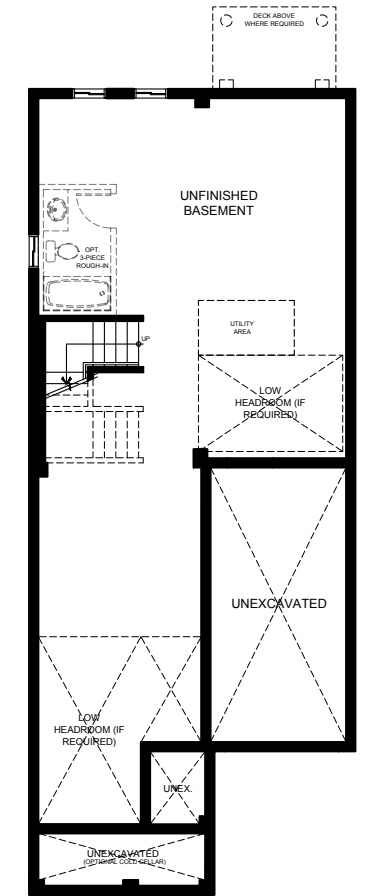 DECK ABOVE
WHERE REQUIRED
UNFINISHED
BASEMENT
OPT.
3-PIECE
ROUGH-IN
UTILITY
AREA
UP
LOW
HEADROOM (IF
REQUIRED)
UNEXCAVATED
LOW
HEADROOM (IF
REQUIRED)
UNEX.
UNEXCAVATED
(OPTIONAL COLD CELLAR)